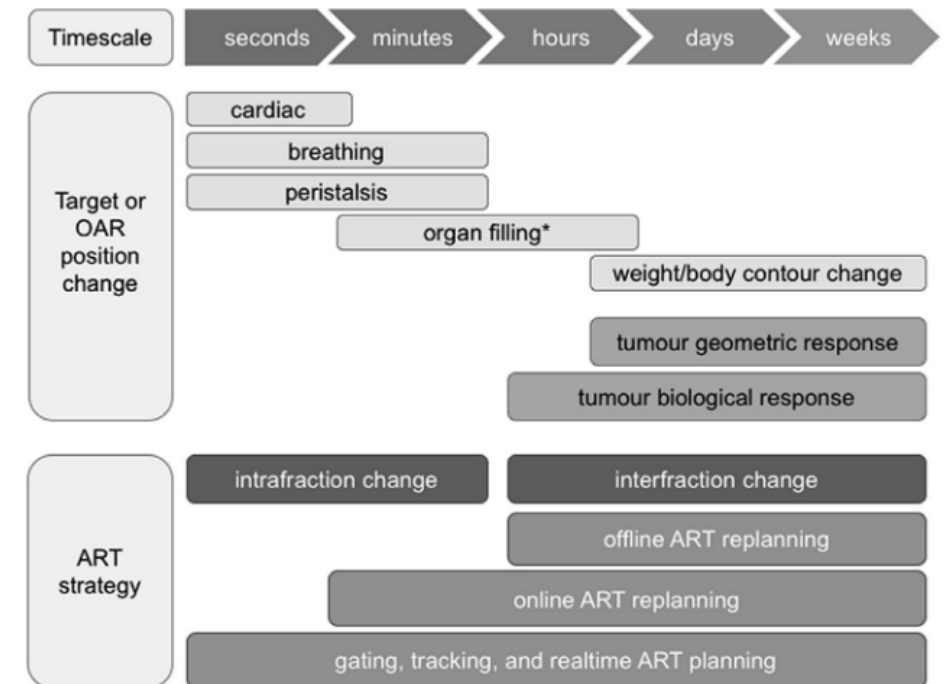 Timescale
seconds
minutes
hours
days
weeks
Target or
OAR
position
change
cardiac
breathing
peristalsis
organ filling*
weight/body contour change
tumour geometric response
tumour biological response
ART
strategy
intrafraction change
interfraction change
offline ART replanning
online ART replanning
gating, tracking, and realtime ART planning